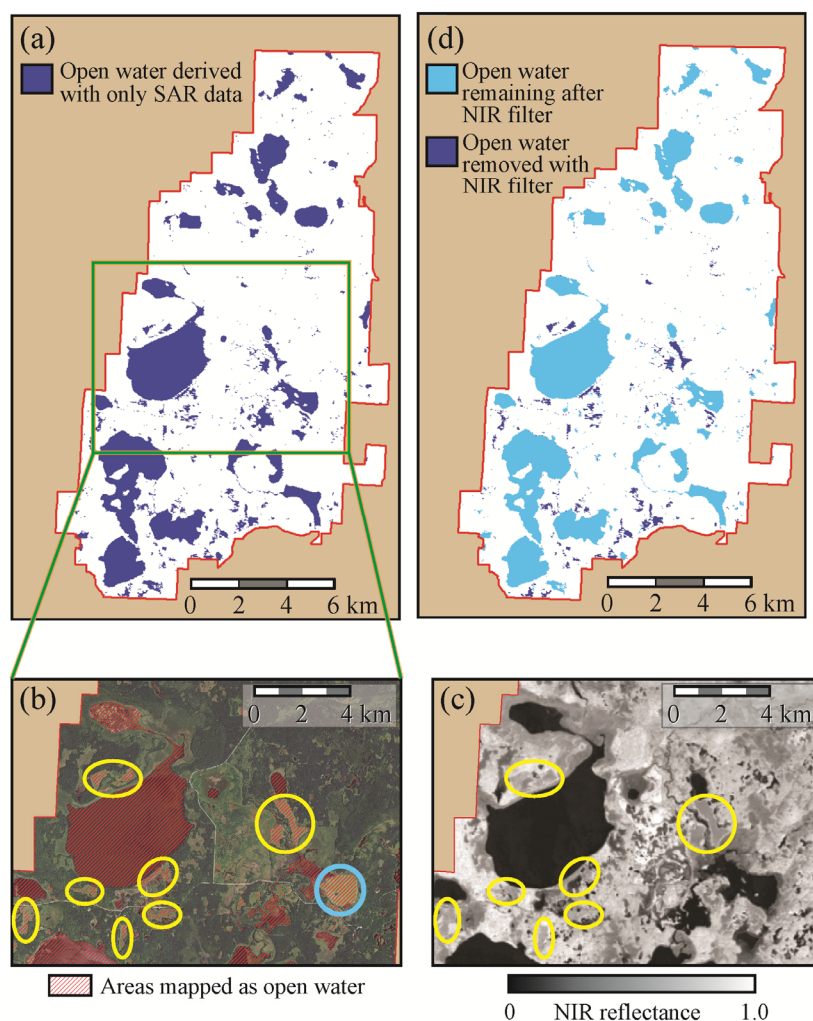 (a)
Open water derived
with only SAR data
0 2 4 6 km
(d)
Open water
remaining after
NIR filter
Open water
removed with
NIR filter
0 2 4 6 km
(b)
0 2 4 km
Areas mapped as open water
(c)
0 2 4 km
0 NIR reflectance 1.0